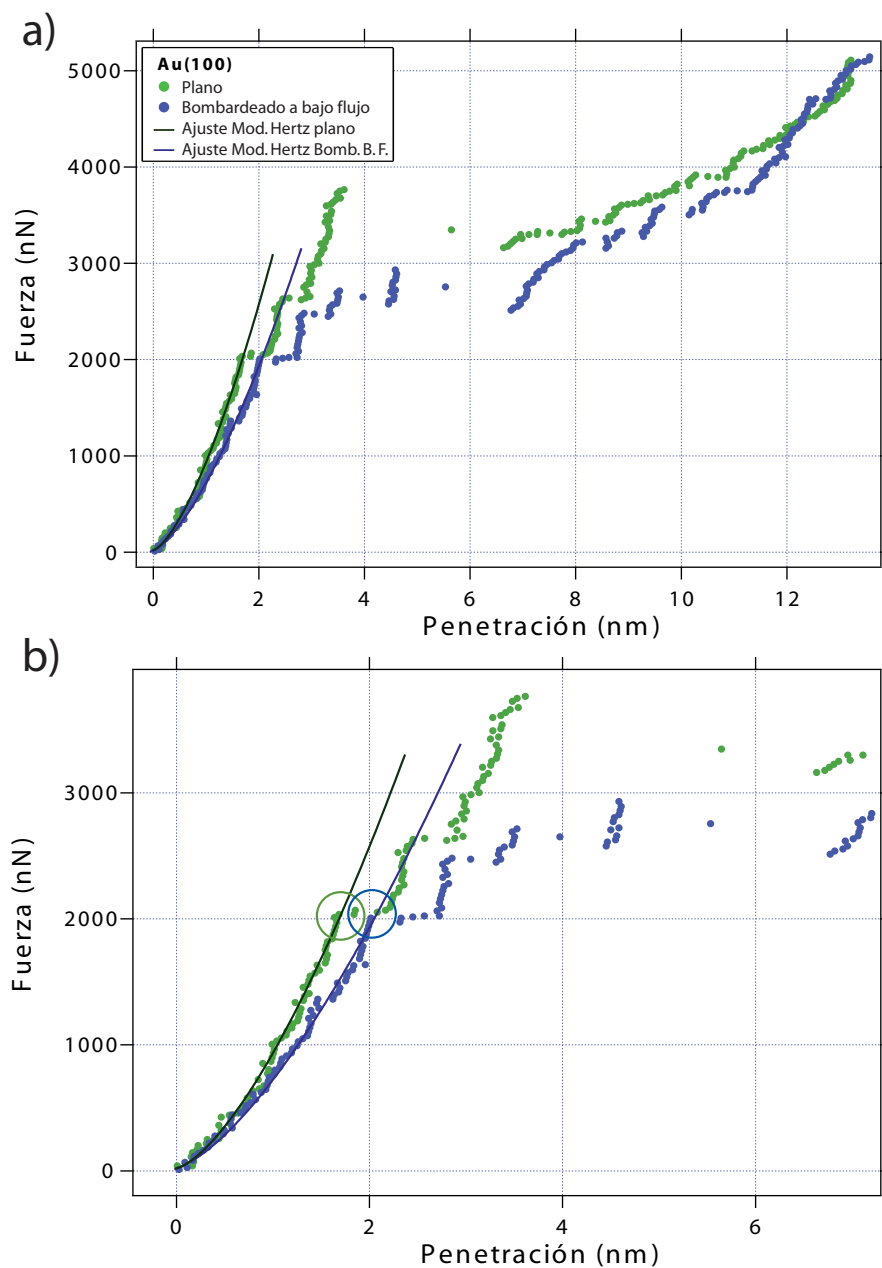 a)
Au(100)
Plano
Bombardeado a bajo flujo
Ajuste Mod. Hertz plano
Ajuste Mod. Hertz Bomb. B. F.
5000
4000
3000
2000
1000
0
Fuerza (nN)
0 2 4 6 8 10 12
Penetración (nm)
b)
3000
2000
1000
0
Fuerza (nN)
0 2 4 6
Penetración (nm)